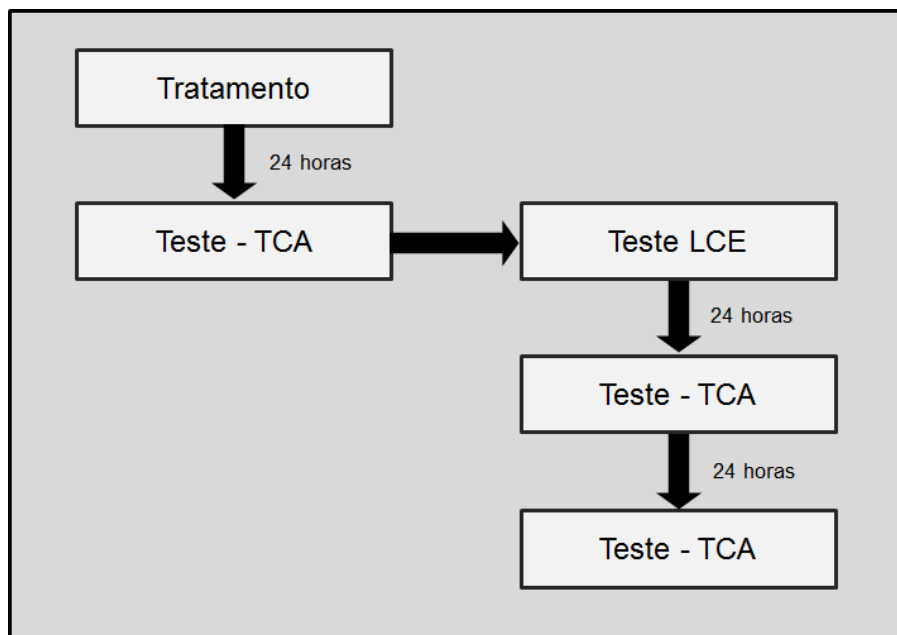 Tratamento
24 horas
Teste - TCA
Teste LCE
24 horas
Teste - TCA
24 horas
Teste - TCA